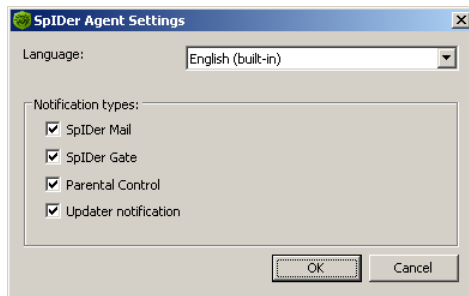 SpIDer Agent Settings
Language:
English (built-in)
Notification types:
SpIDer Mail
SpIDer Gate
Parental Control
Updater notification
OK
Cancel